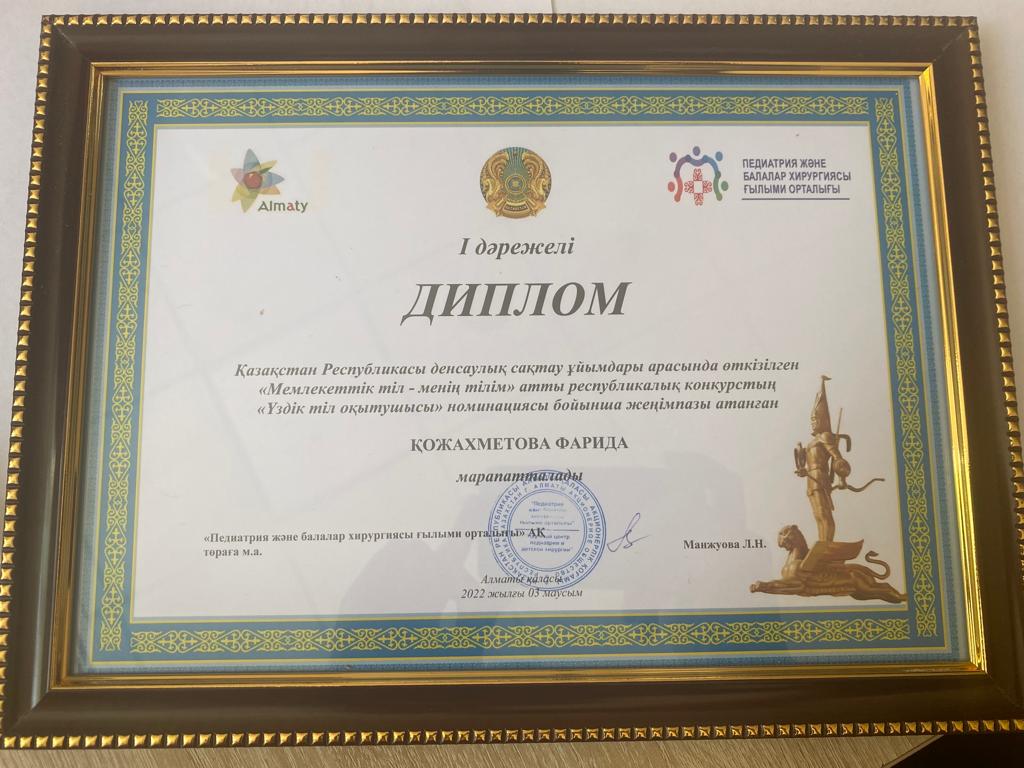 Almaty
ПЕДИАТРИЯ ЖӘНЕ
БАЛАЛАР ХИРУРГИЯСЫ
ҒЫЛЫМИ ОРТАЛЫҒЫ
I дәрежелі
ДИПЛОМ
Қазақстан Республикасы денсаулық сақтау ұйымдары арасында өткізілген
«Мемлекеттік тіл - менің тілім» атты республикалық конкурстың
«Үздік тіл оқытушысы» номинациясы бойынша жеңімпазы атанған
ҚОЖАХМЕТОВА ФАРИДА
марапатталады
«Педиатрия және балалар хирургиясы ғылыми орталығы» АҚ
төраға м.а.
Манжуова Л.Н.
Алматы қаласы
2022 жылғы 03 маусым